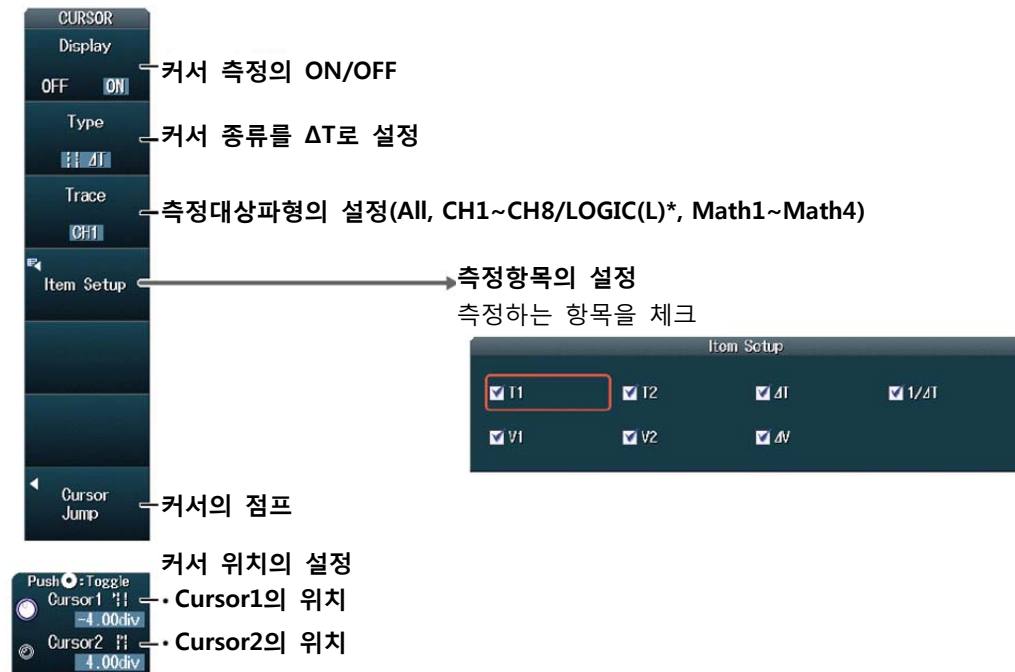 CURSOR
Display
OFF ON
커서 측정의 ON/OFF
Type
ΔT
커서 종류를 ΔT로 설정
Trace
CH1
측정대상파형의 설정(All, CH1~CH8/LOGIC(L)*, Math1~Math4)
Item Setup
측정항목의 설정
측정하는 항목을 체크
Item Setup
T1 T2 ΔT 1/ΔT
V1 V2 ΔV
Cursor
Jump
커서의 점프
커서 위치의 설정
Push :Toggle
Cursor1
-4.00div
・Cursor1의 위치
Cursor2
4.00div
・Cursor2의 위치